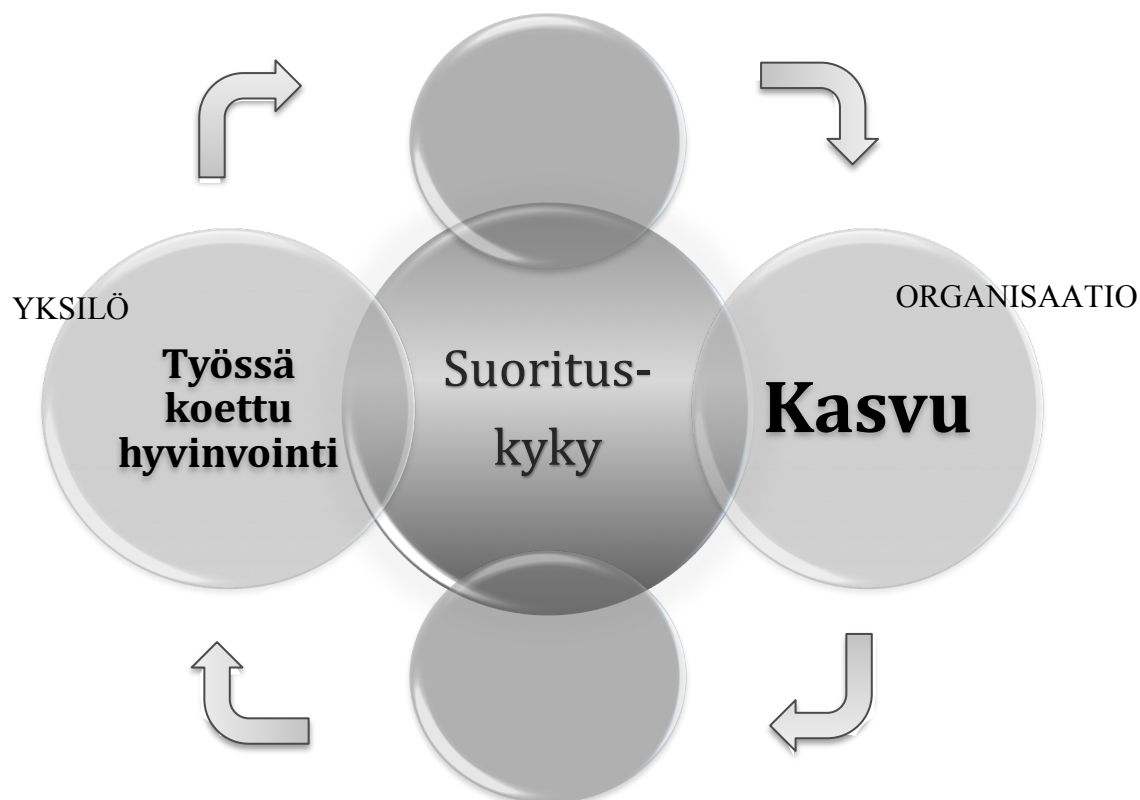 YKSILÖ
Työssä
koettu
hyvinvointi
Suoritus-
kyky
ORGANISAATIO
Kasvu